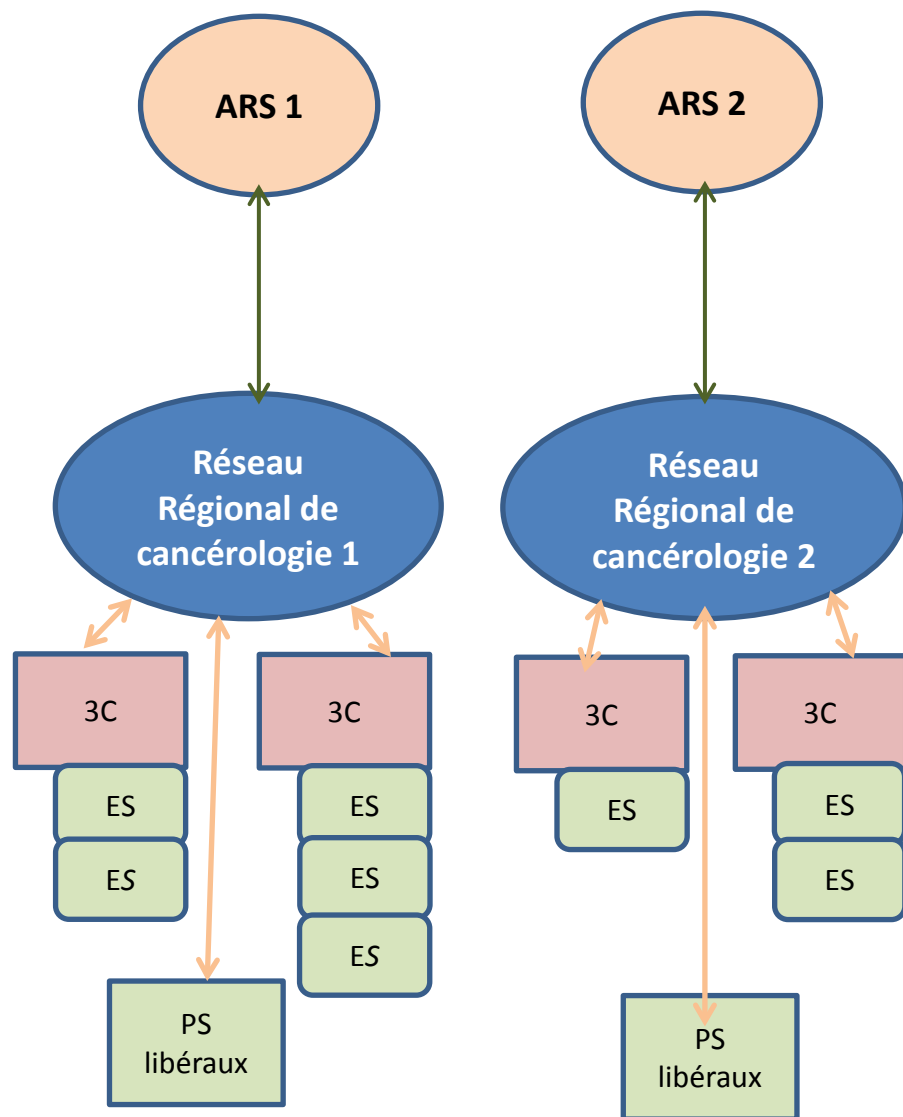 ARS 1
ARS 2
Réseau
Régional de
cancérologie 1
Réseau
Régional de
cancérologie 2
3C
3C
3C
3C
ES
ES
ES
ES
ES
ES
ES
ES
PS
libéraux
PS
libéraux